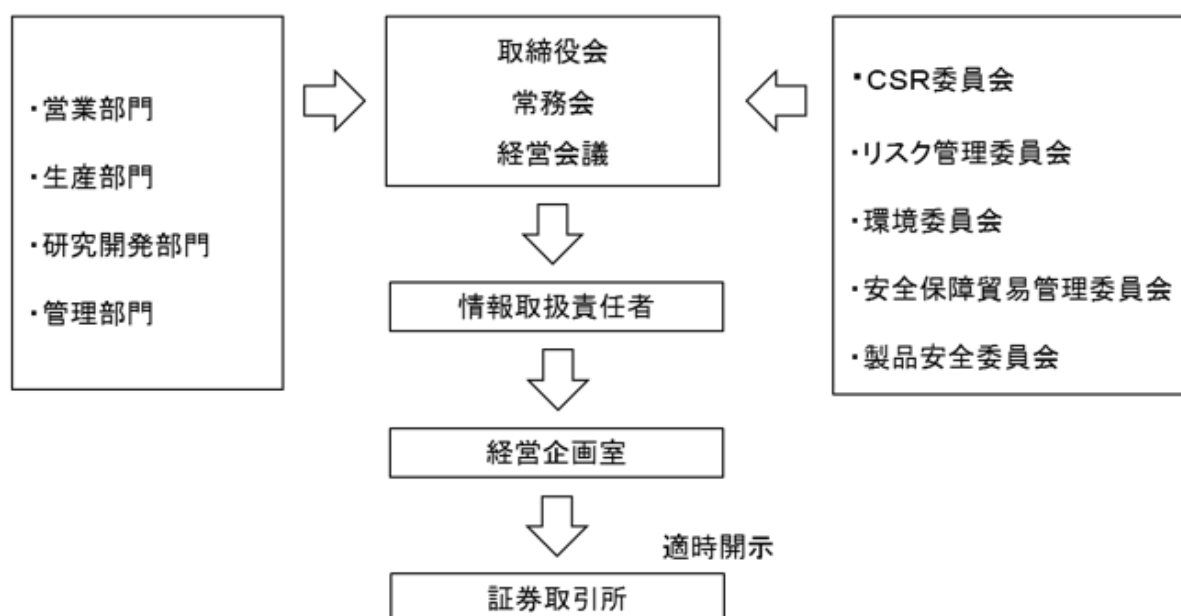 ・営業部門
・生産部門
・研究開発部門
・管理部門
取締役会
常務会
経営会議
・CSR委員会
・リスク管理委員会
・環境委員会
・安全保障貿易管理委員会
・製品安全委員会
情報取扱責任者
経営企画室
適時開示
証券取引所